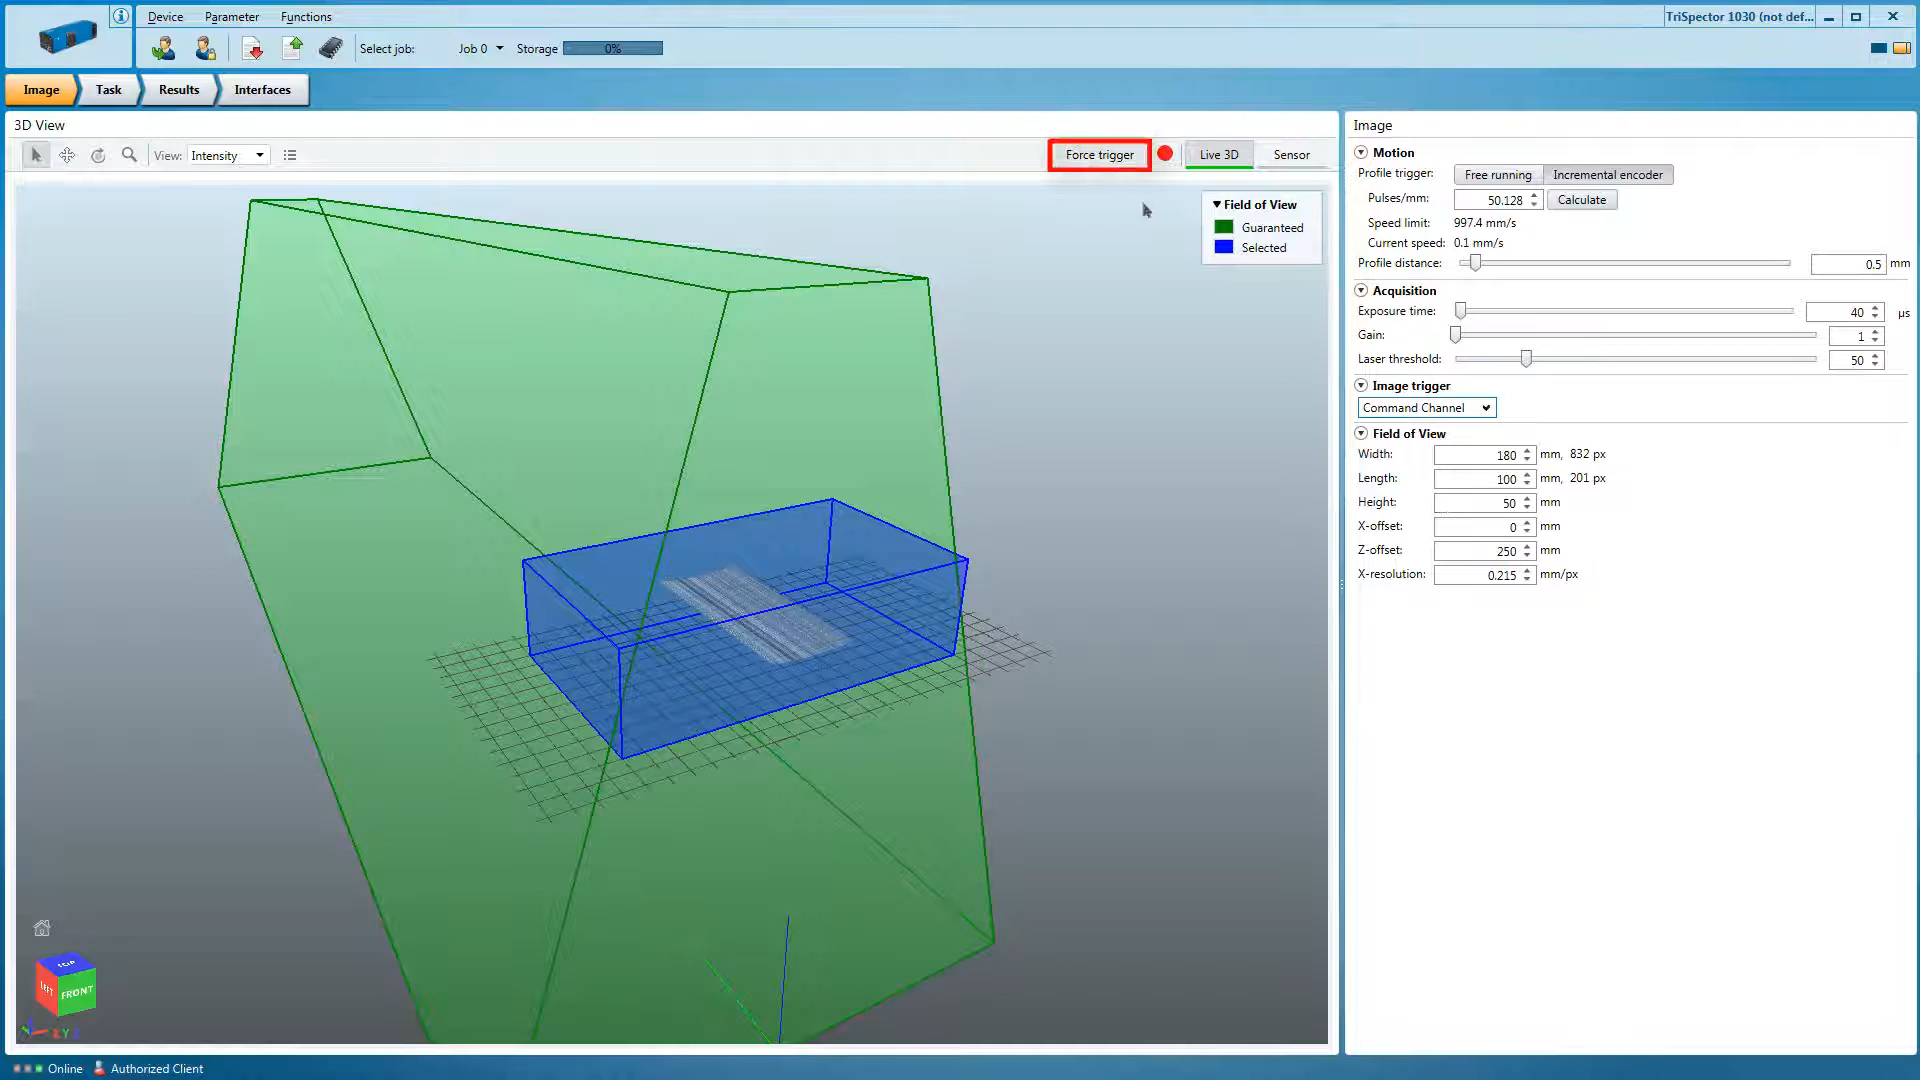 Device Parameter Functions
TriSpector 1030 (not def...
Select job: Job 0 Storage 0%
Image Task Results Interfaces
3D View
View: Intensity
Force trigger
Live 3D Sensor
Field of View
Guaranteed
Selected
TOP
LEFT
FRONT
X Y Z
Image
Motion
Profile trigger: Free running Incremental encoder
Pulses/mm: 50.128 Calculate
Speed limit: 997.4 mm/s
Current speed: 0.1 mm/s
Profile distance: 0.5 mm
Acquisition
Exposure time: 40 µs
Gain: 1
Laser threshold: 50
Image trigger
Command Channel
Field of View
Width: 180 mm, 832 px
Length: 100 mm, 201 px
Height: 50 mm
X-offset: 0 mm
Z-offset: 250 mm
X-resolution: 0.215 mm/px
Online Authorized Client